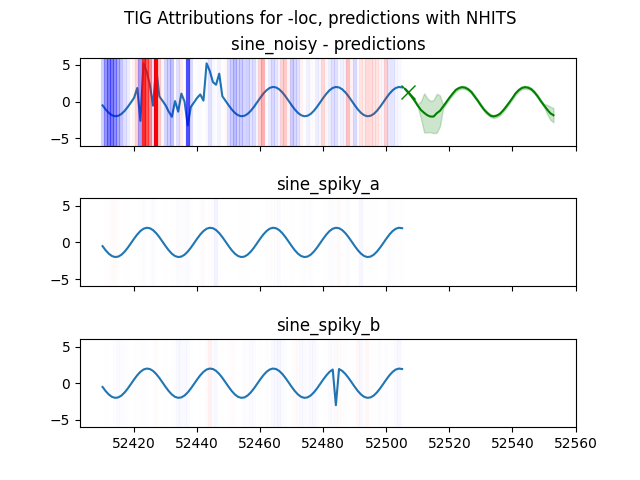 TIG Attributions for -loc, predictions with NHITS
sine_noisy - predictions
5
0
−5
sine_spiky_a
5
0
−5
sine_spiky_b
5
0
−5
52420 52440 52460 52480 52500 52520 52540 52560